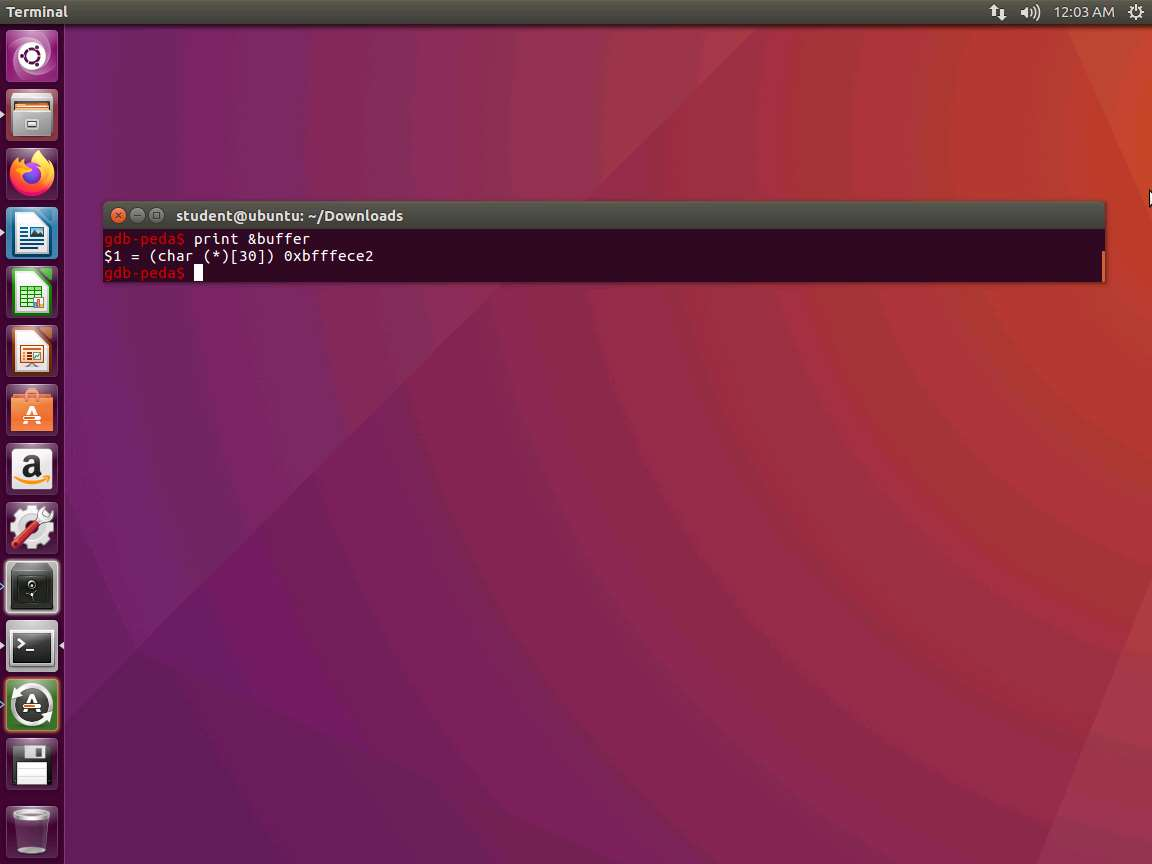 Terminal
12:03 AM
student@ubuntu: ~/Downloads
gdb-peda$ print &buffer
$1 = (char (*)[30]) 0xbfffece2
gdb-peda$